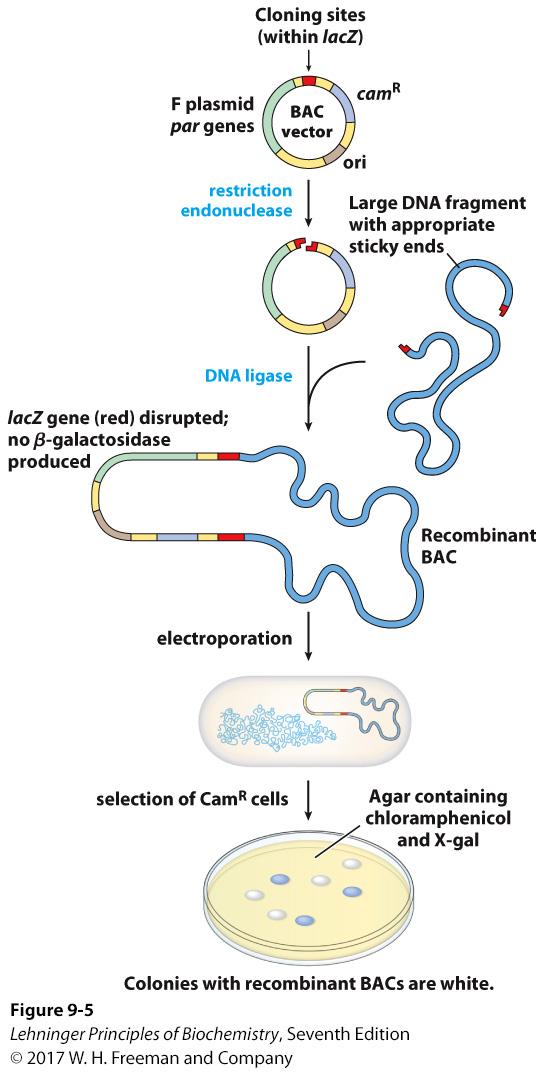 Cloning sites
(within lacZ)
F plasmid
par genes
BAC
vector
camR
ori
restriction
endonuclease
Large DNA fragment
with appropriate
sticky ends
DNA ligase
lacZ gene (red) disrupted;
no β-galactosidase
produced
Recombinant
BAC
electroporation
selection of CamR cells
Agar containing
chloramphenicol
and X-gal
Colonies with recombinant BACs are white.
Figure 9-5
Lehninger Principles of Biochemistry, Seventh Edition
© 2017 W. H. Freeman and Company